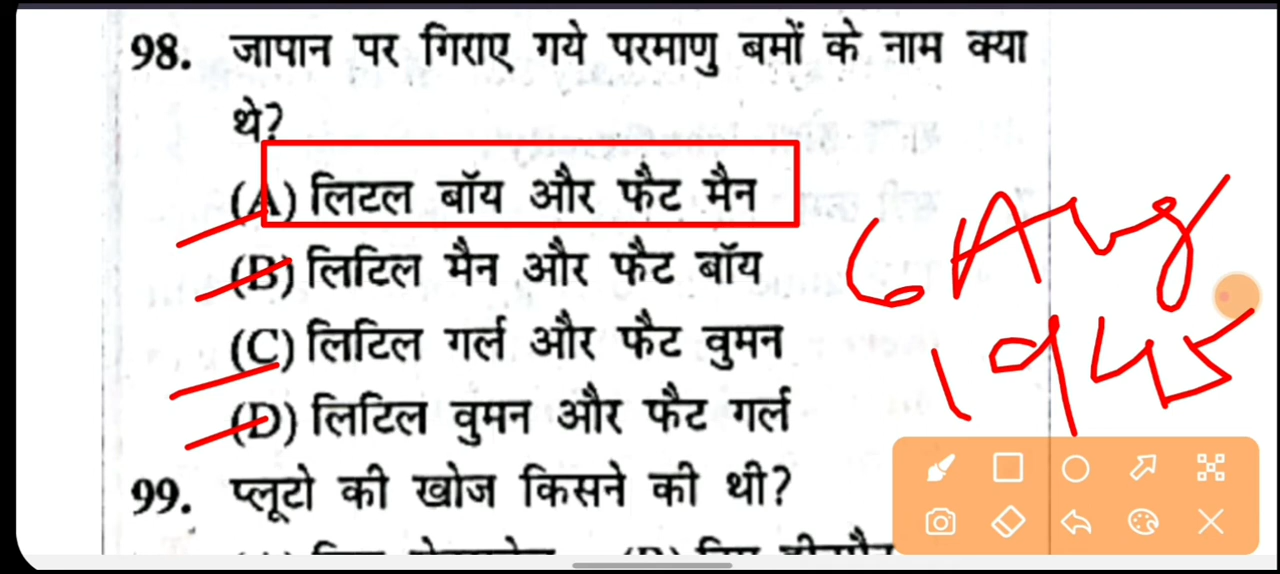 98. जापान पर गिराए गये परमाणु बमों के नाम क्या
थे?
(A) लिटल बॉय और फैट मैन
(B) लिटिल मैन और फैट बॉय
(C) लिटिल गर्ल और फैट वुमन
(D) लिटिल वुमन और फैट गर्ल
6 Aug
1945
99. प्लूटो की खोज किसने की थी?